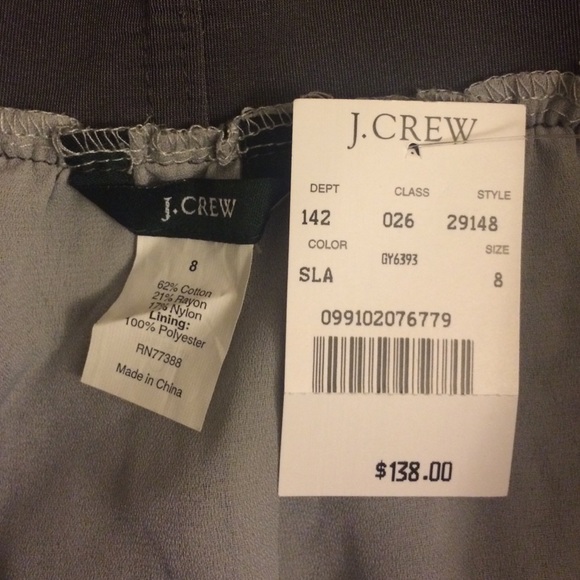 J.CREW
8
62% Cotton
21% Rayon
17% Nylon
Lining:
100% Polyester
RN77388
Made in China
J.CREW
DEPT CLASS STYLE
142 026 29148
COLOR GY6393 SIZE
SLA 8
099102076779
$138.00